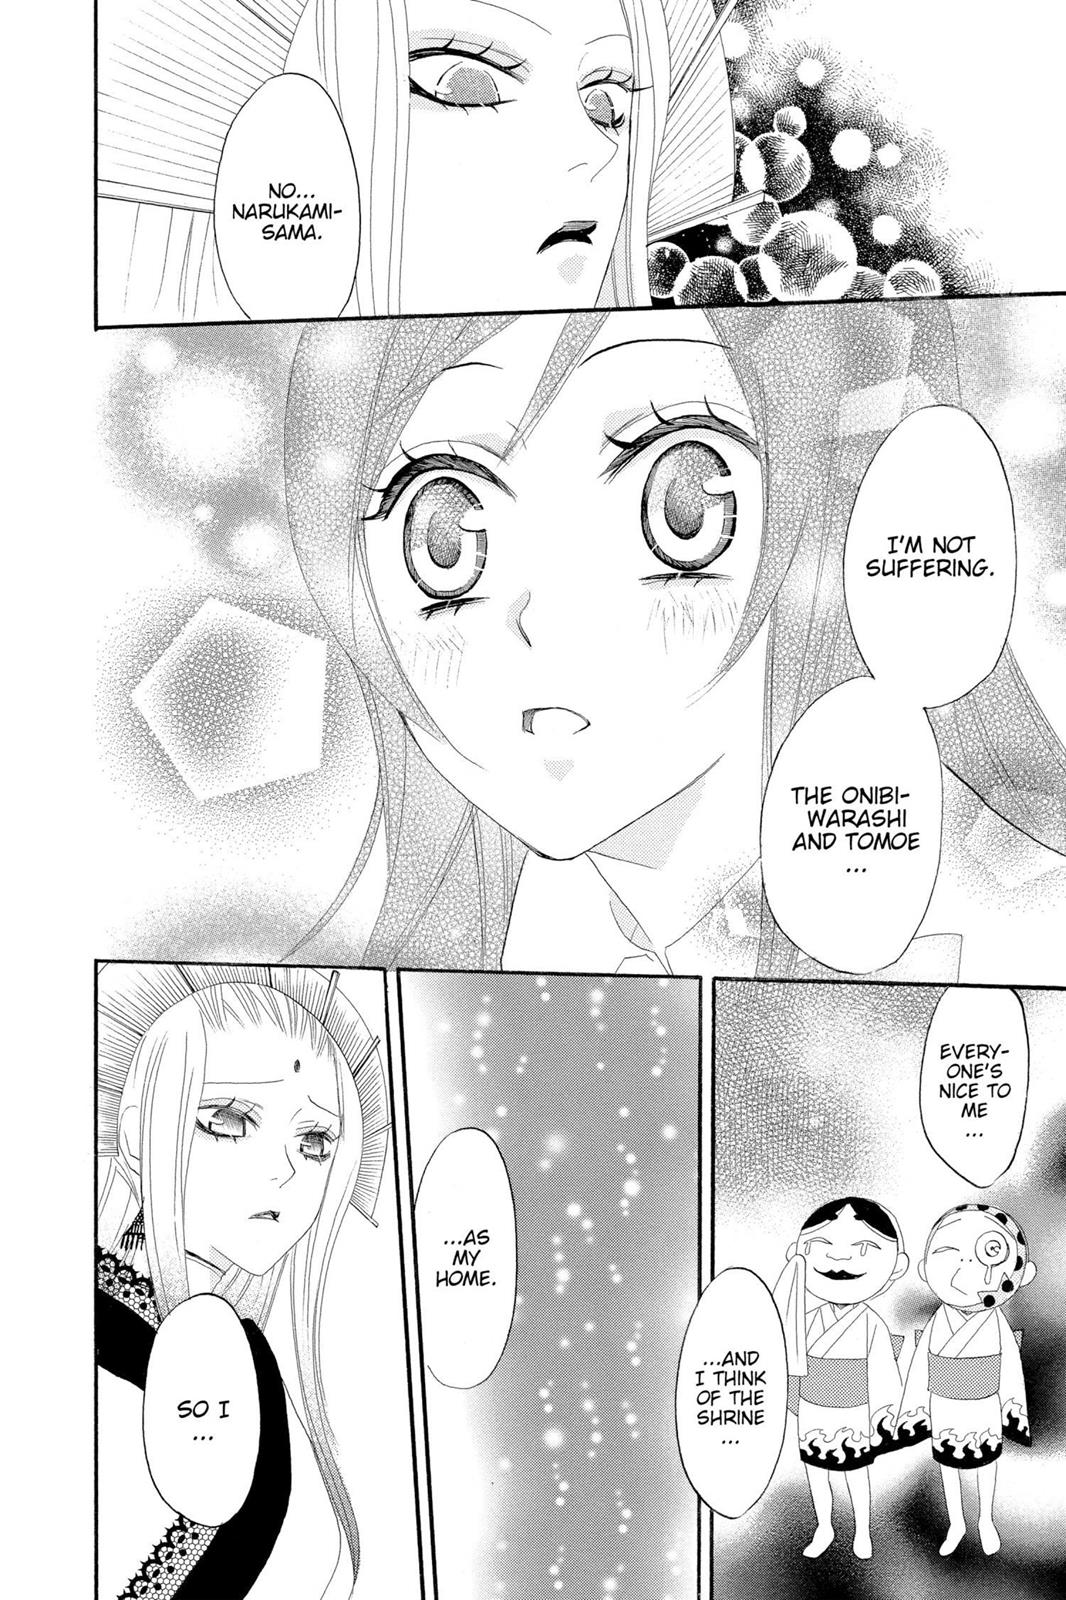 NO...
NARUKAMI-
SAMA.
I'M NOT
SUFFERING.
THE ONIBI-
WARASHI
AND TOMOE
...
EVERY-
ONE'S
NICE TO
ME
...
...AND
I THINK
OF THE
SHRINE
...
...AS
MY
HOME.
SO I
...